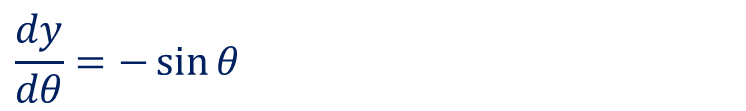 dy/dθ = − sin θ